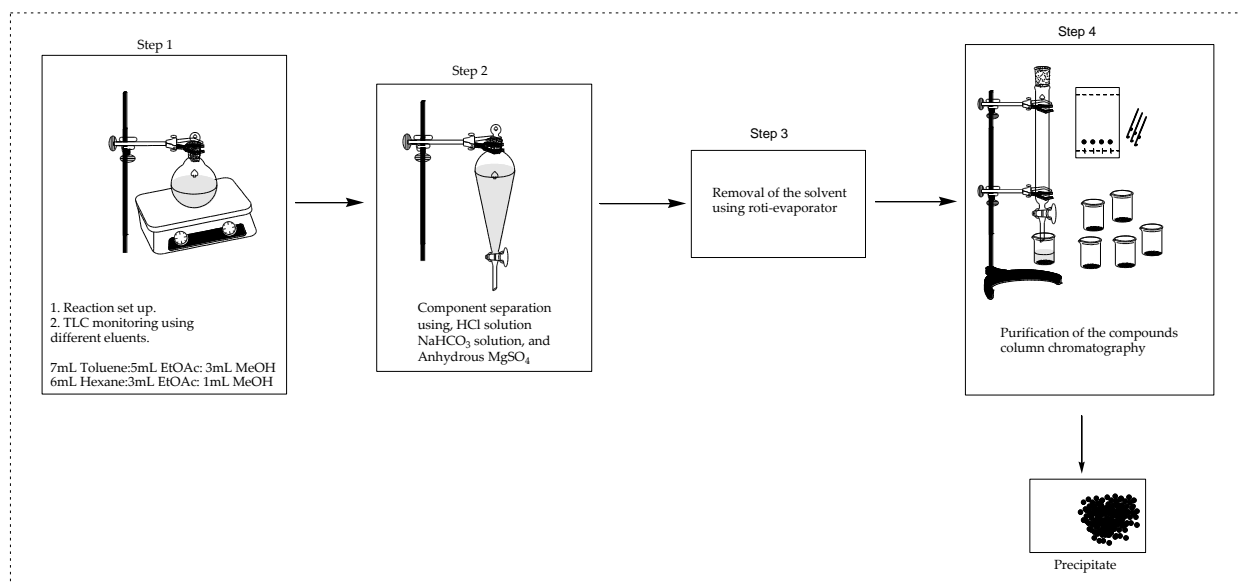 Step 1
1. Reaction set up.
2. TLC monitoring using
different eluents.
7mL Toluene:5mL EtOAc: 3mL MeOH
6mL Hexane:3mL EtOAc: 1mL MeOH
Step 2
Component separation
using, HCl solution
NaHCO3 solution, and
Anhydrous MgSO4
Step 3
Removal of the solvent
using roti-evaporator
Step 4
Purification of the compounds
column chromatography
Precipitate